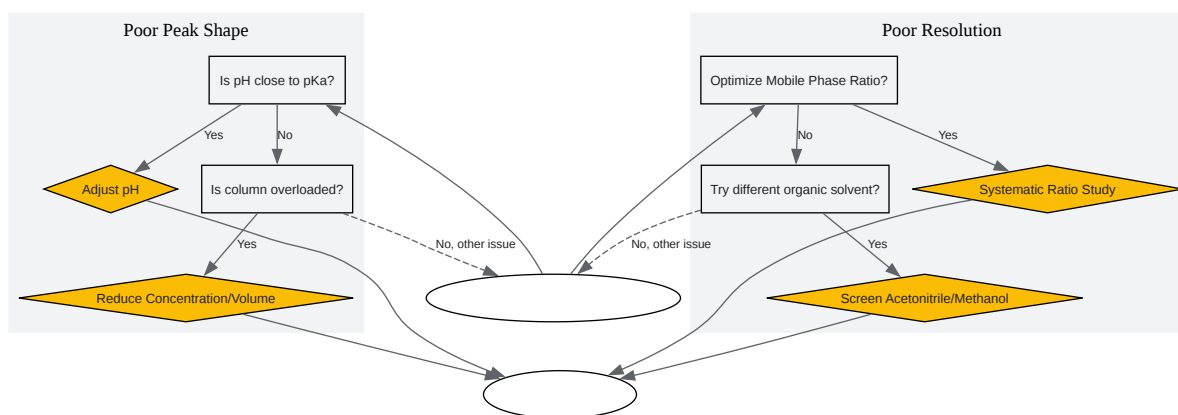 Poor Peak Shape
Poor Resolution
Is pH close to pKa?
Optimize Mobile Phase Ratio?
Yes
No
No
Yes
Adjust pH
Is column overloaded?
Try different organic solvent?
Systematic Ratio Study
Yes
No, other issue
No, other issue
Yes
Reduce Concentration/Volume
Screen Acetonitrile/Methanol